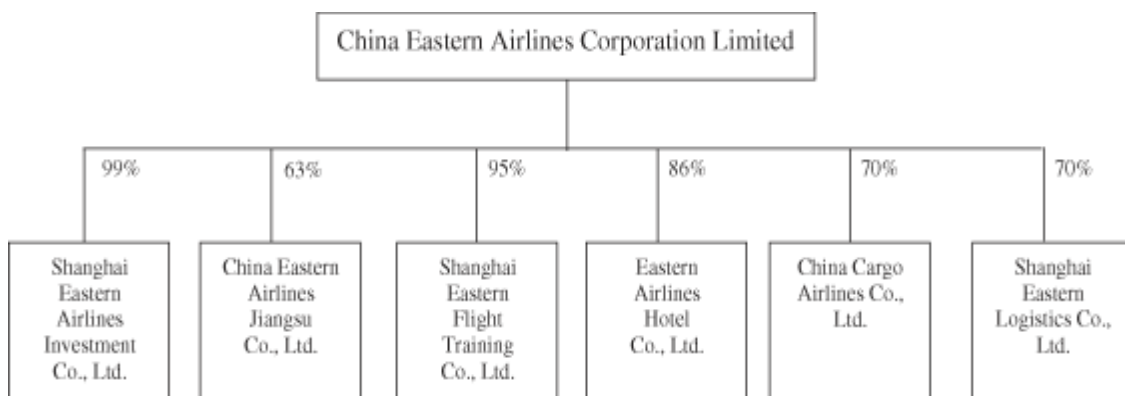 China Eastern Airlines Corporation Limited
99%
63%
95%
86%
70%
70%
Shanghai
Eastern
Airlines
Investment
Co., Ltd.
China Eastern
Airlines
Jiangsu
Co., Ltd.
Shanghai
Eastern
Flight
Training
Co., Ltd.
Eastern
Airlines
Hotel
Co., Ltd.
China Cargo
Airlines Co.,
Ltd.
Shanghai
Eastern
Logistics Co.,
Ltd.